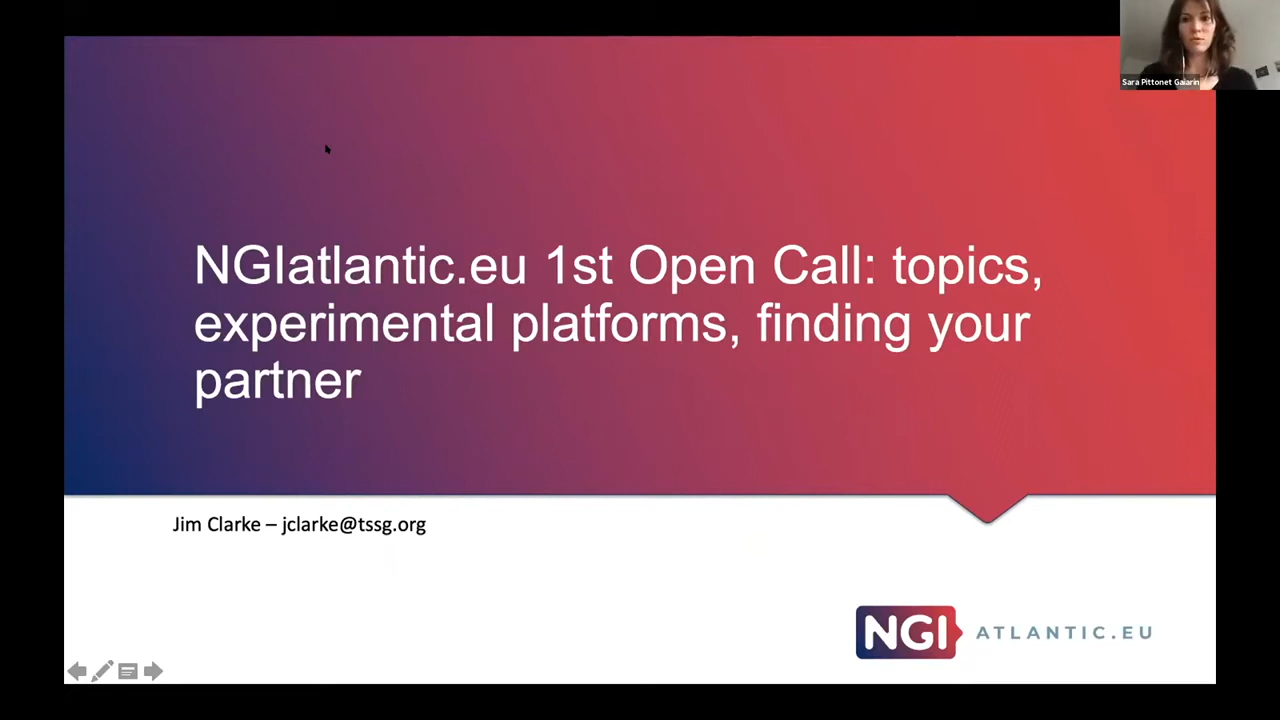 Sara Pittonet Gaiarin
NGIatlantic.eu 1st Open Call: topics,
experimental platforms, finding your
partner
Jim Clarke – jclarke@tssg.org
NGI ATLANTIC.EU